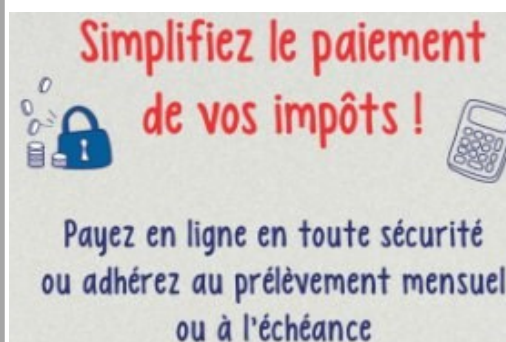 Simplifiez le paiement
de vos impôts !
Payez en ligne en toute sécurité
ou adhérez au prélèvement mensuel
ou à l'échéance